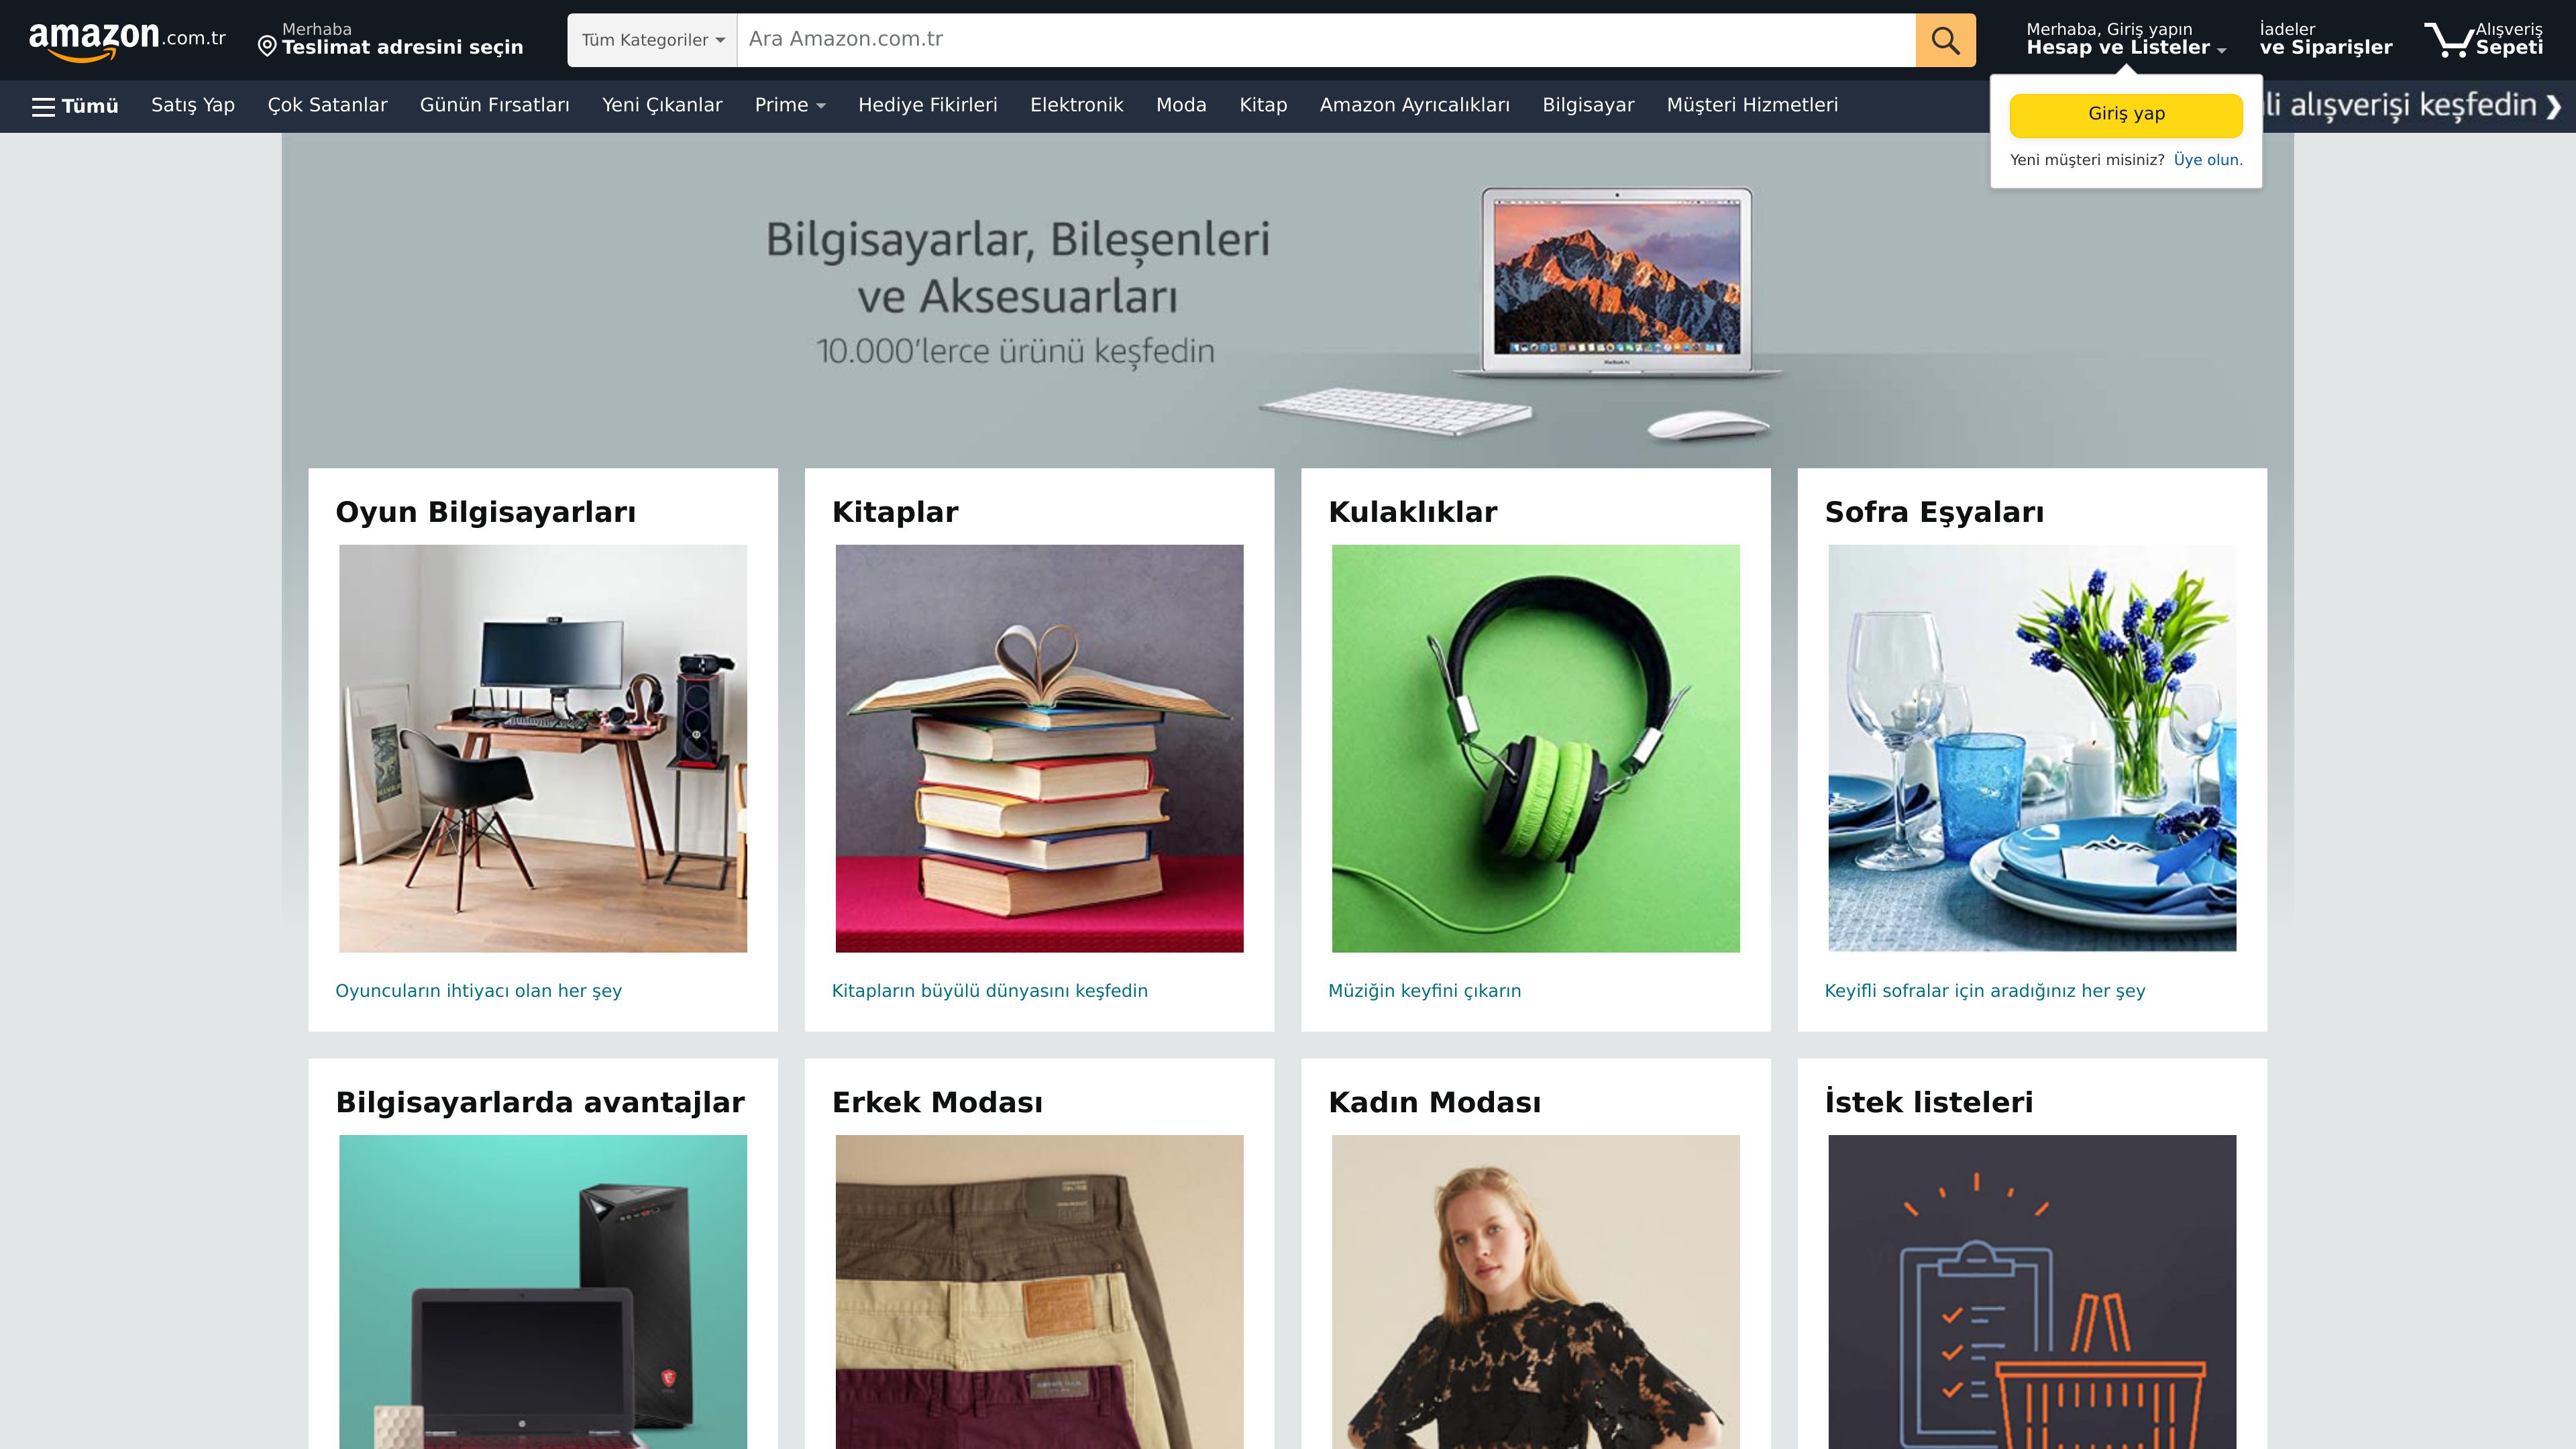 amazon.com.tr
Merhaba
Teslimat adresini seçin
Tüm Kategoriler
Ara Amazon.com.tr
Merhaba, Giriş yapın
Hesap ve Listeler
İadeler
ve Siparişler
Alışveriş
Sepeti
Tümü
Satış Yap
Çok Satanlar
Günün Fırsatları
Yeni Çıkanlar
Prime
Hediye Fikirleri
Elektronik
Moda
Kitap
Amazon Ayrıcalıkları
Bilgisayar
Müşteri Hizmetleri
alışverişi keşfedin ❯
Giriş yap
Yeni müşteri misiniz? Üye olun.
Bilgisayarlar, Bileşenleri
ve Aksesuarları
10.000'lerce ürünü keşfedin
Oyun Bilgisayarları
Kitaplar
Kulaklıklar
Sofra Eşyaları
Oyuncuların ihtiyacı olan her şey
Kitapların büyülü dünyasını keşfedin
Müziğin keyfini çıkarın
Keyifli sofralar için aradığınız her şey
Bilgisayarlarda avantajlar
Erkek Modası
Kadın Modası
İstek listeleri